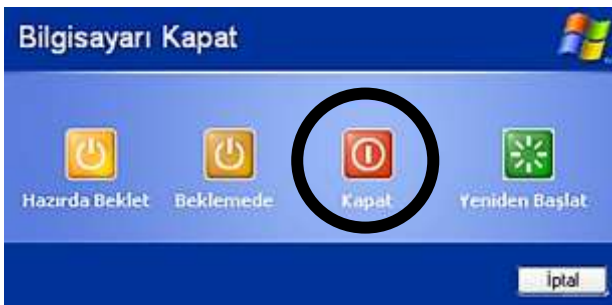 Bilgisayarı Kapat
Hazırda Beklet Beklemede Kapat Yeniden Başlat
İptal